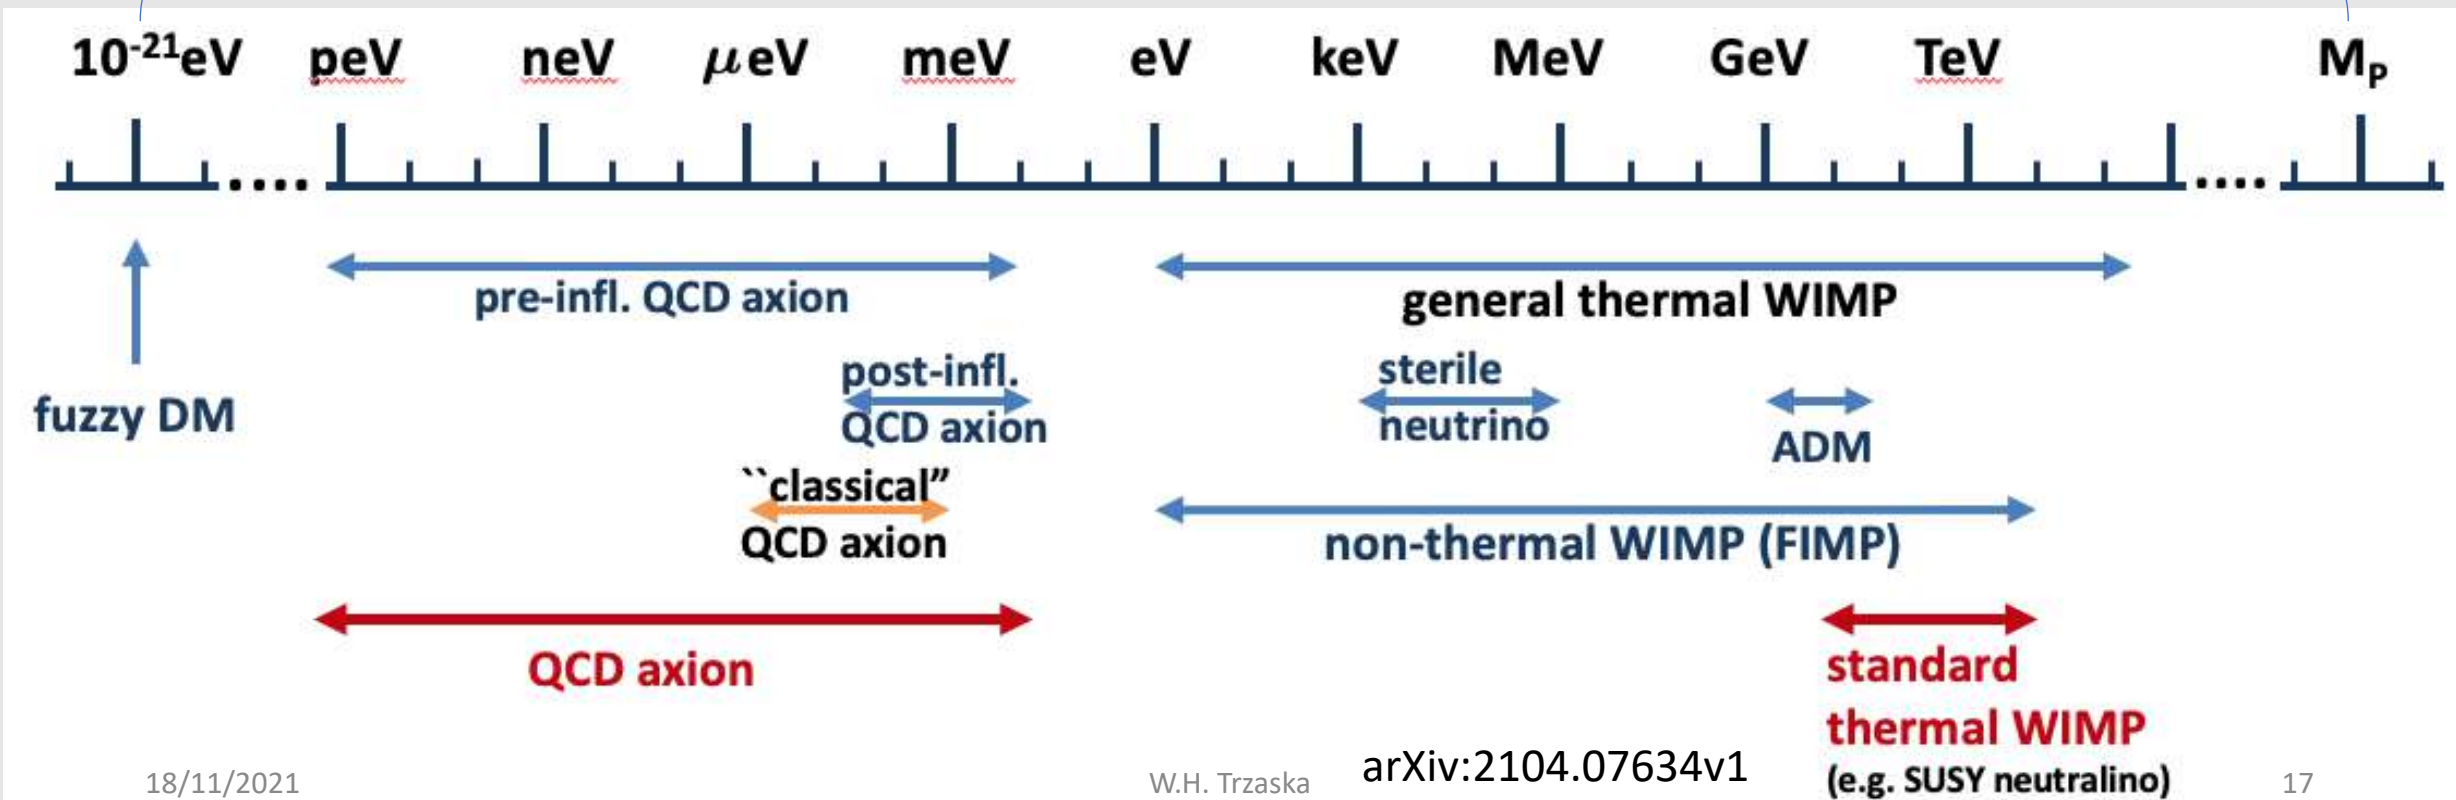 10⁻²¹eV peV neV μeV meV eV keV MeV GeV TeV M_P
pre-infl. QCD axion
general thermal WIMP
fuzzy DM
post-infl.
QCD axion
sterile
neutrino
ADM
``classical”
QCD axion
non-thermal WIMP (FIMP)
QCD axion
standard
thermal WIMP
(e.g. SUSY neutralino)
arXiv:2104.07634v1
18/11/2021
W.H. Trzaska
17